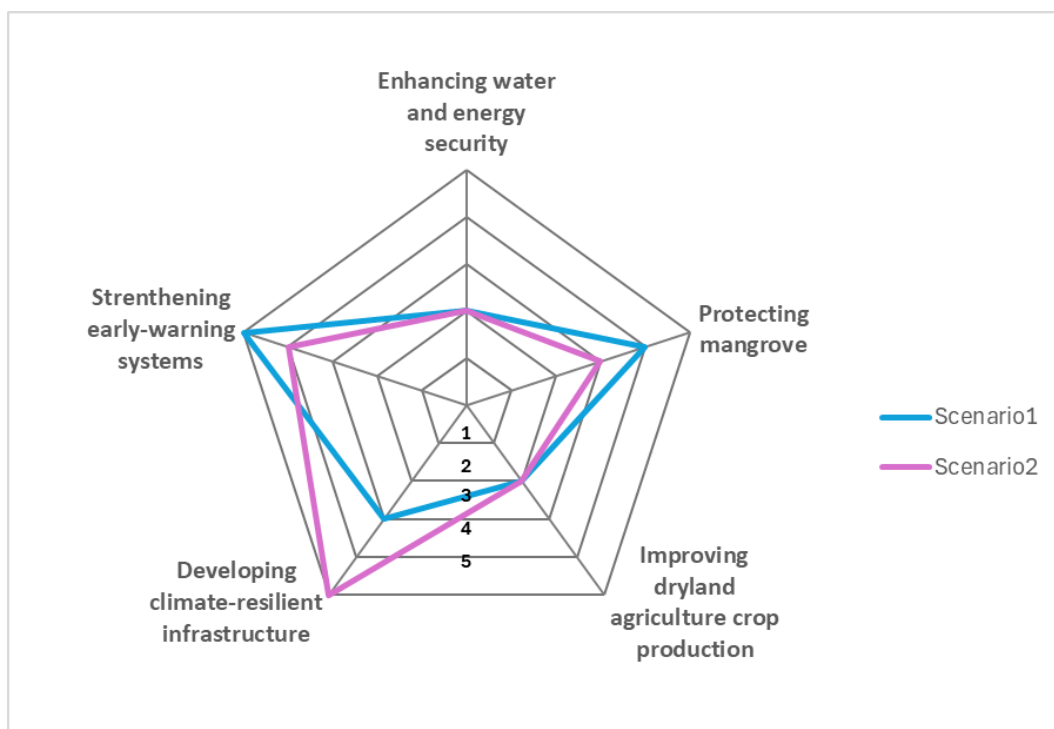 Enhancing water
and energy
security
Strenthening
early-warning
systems
Protecting
mangrove
1
2
3
4
5
Scenario1
Scenario2
Developing
climate-resilient
infrastructure
Improving
dryland
agriculture crop
production